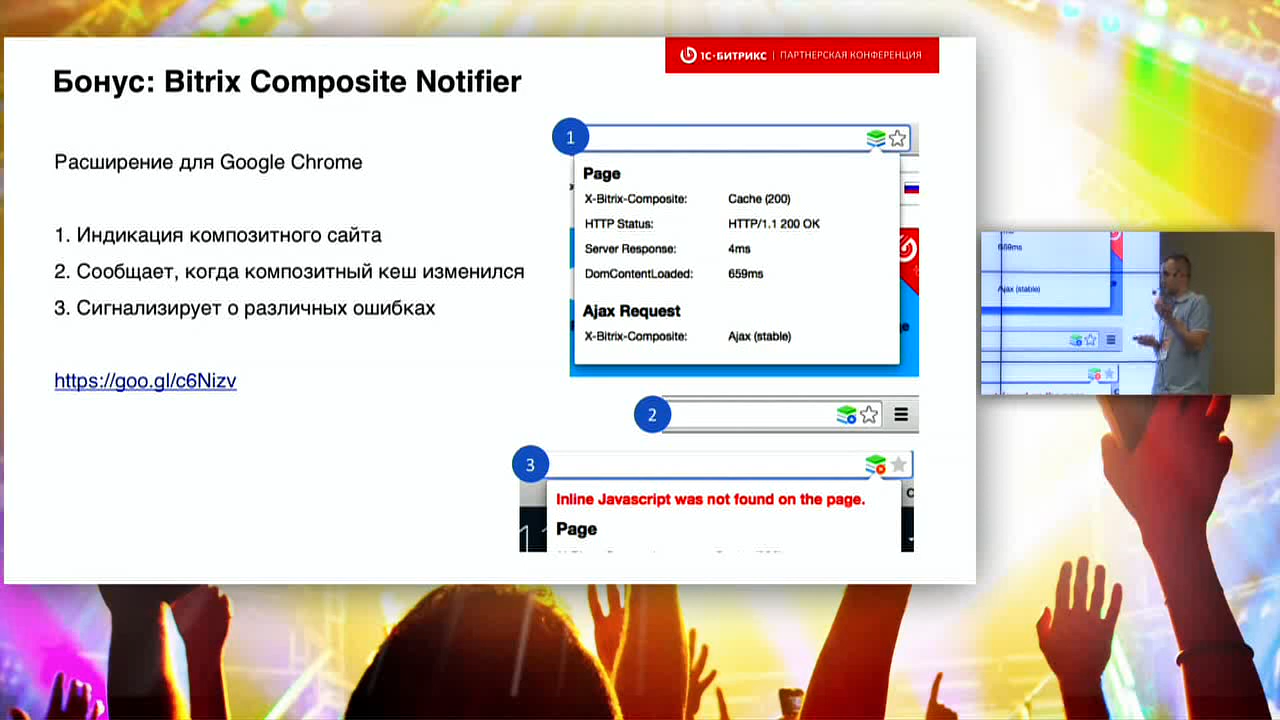 1С-БИТРИКС | ПАРТНЕРСКАЯ КОНФЕРЕНЦИЯ
Бонус: Bitrix Composite Notifier
Расширение для Google Chrome
1. Индикация композитного сайта
2. Сообщает, когда композитный кеш изменился
3. Сигнализирует о различных ошибках
https://goo.gl/c6Nizv
1
Page
X-Bitrix-Composite: Cache (200)
HTTP Status: HTTP/1.1 200 OK
Server Response: 4ms
DomContentLoaded: 659ms
Ajax Request
X-Bitrix-Composite: Ajax (stable)
2
3
Inline Javascript was not found on the page.
Page
659ms
Ajax (stable)